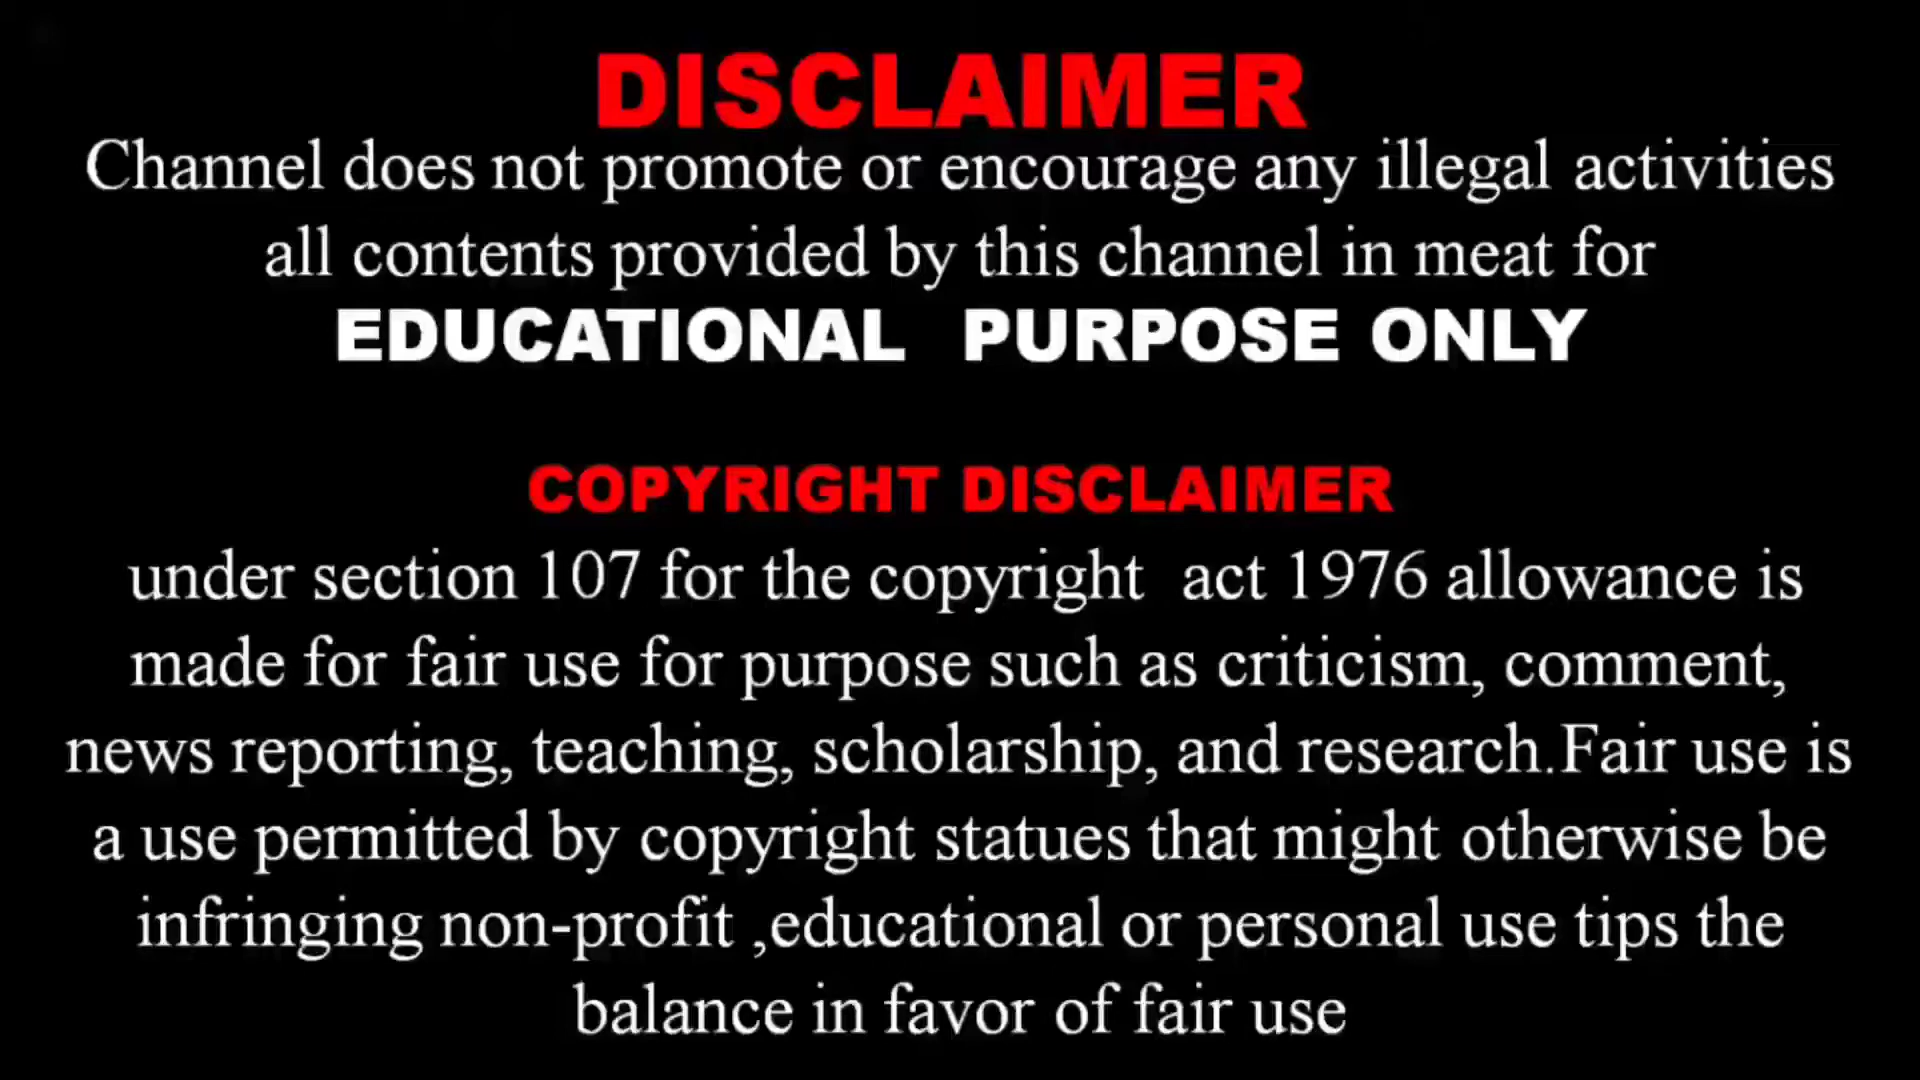 DISCLAIMER
Channel does not promote or encourage any illegal activities
all contents provided by this channel in meat for
EDUCATIONAL PURPOSE ONLY
COPYRIGHT DISCLAIMER
under section 107 for the copyright act 1976 allowance is
made for fair use for purpose such as criticism, comment,
news reporting, teaching, scholarship, and research.Fair use is
a use permitted by copyright statues that might otherwise be
infringing non-profit ,educational or personal use tips the
balance in favor of fair use